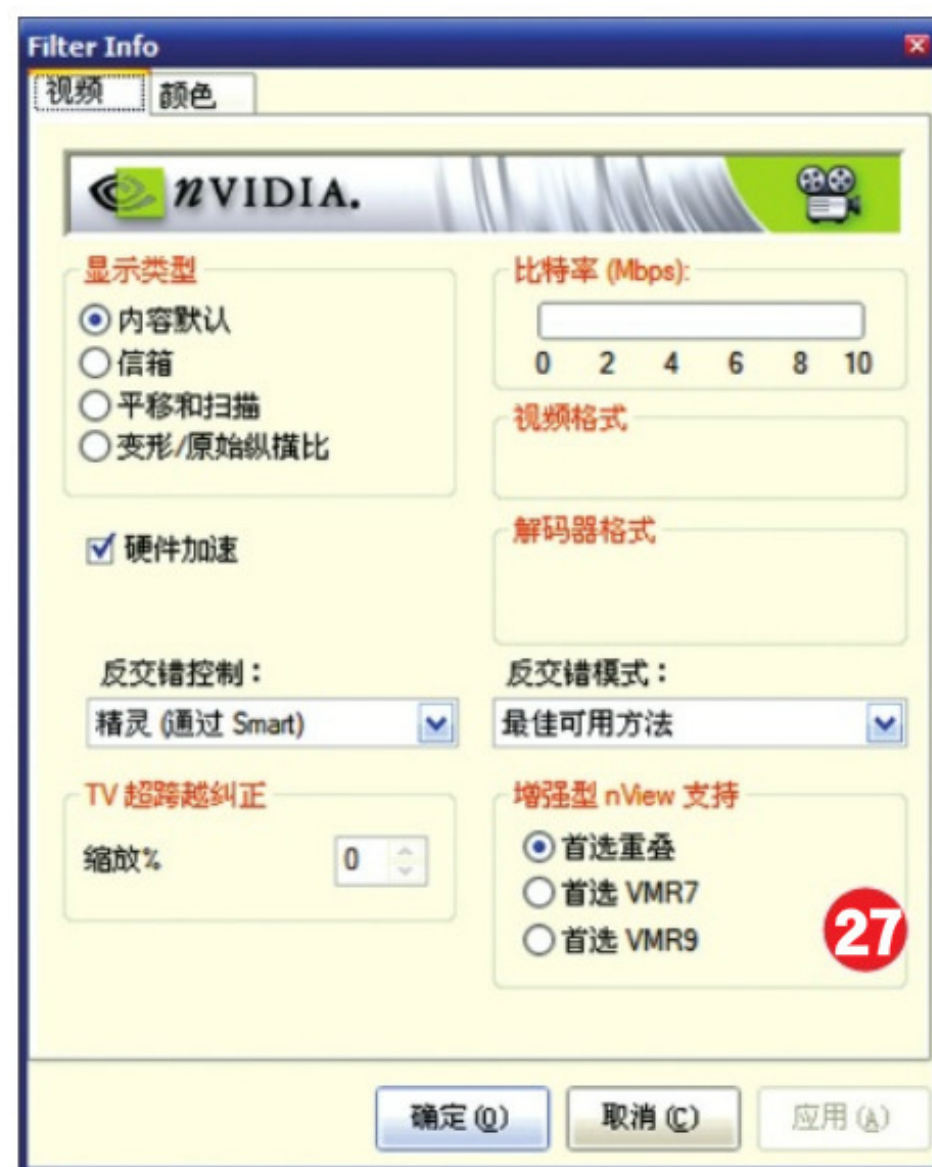 Filter Info
视频 颜色
nVIDIA.
显示类型
内容默认
信箱
平移和扫描
变形/原始纵横比
比特率 (Mbps):
0 2 4 6 8 10
视频格式
硬件加速
解码器格式
反交错控制：
精灵 (通过 Smart)
反交错模式：
最佳可用方法
TV 超跨越纠正
缩放% 0
增强型 nView 支持
首选重叠
首选 VMR7
首选 VMR9
27
确定(O) 取消(C) 应用(A)